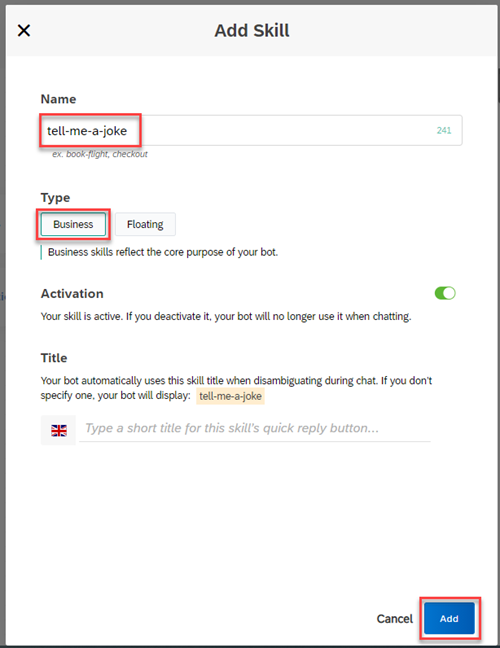 Add Skill
Name
tell-me-a-joke 241
ex. book-flight, checkout
Type
Business Floating
Business skills reflect the core purpose of your bot.
Activation
Your skill is active. If you deactivate it, your bot will no longer use it when chatting.
Title
Your bot automatically uses this skill title when disambiguating during chat. If you don't
specify one, your bot will display: tell-me-a-joke
Type a short title for this skill's quick reply button...
Cancel Add